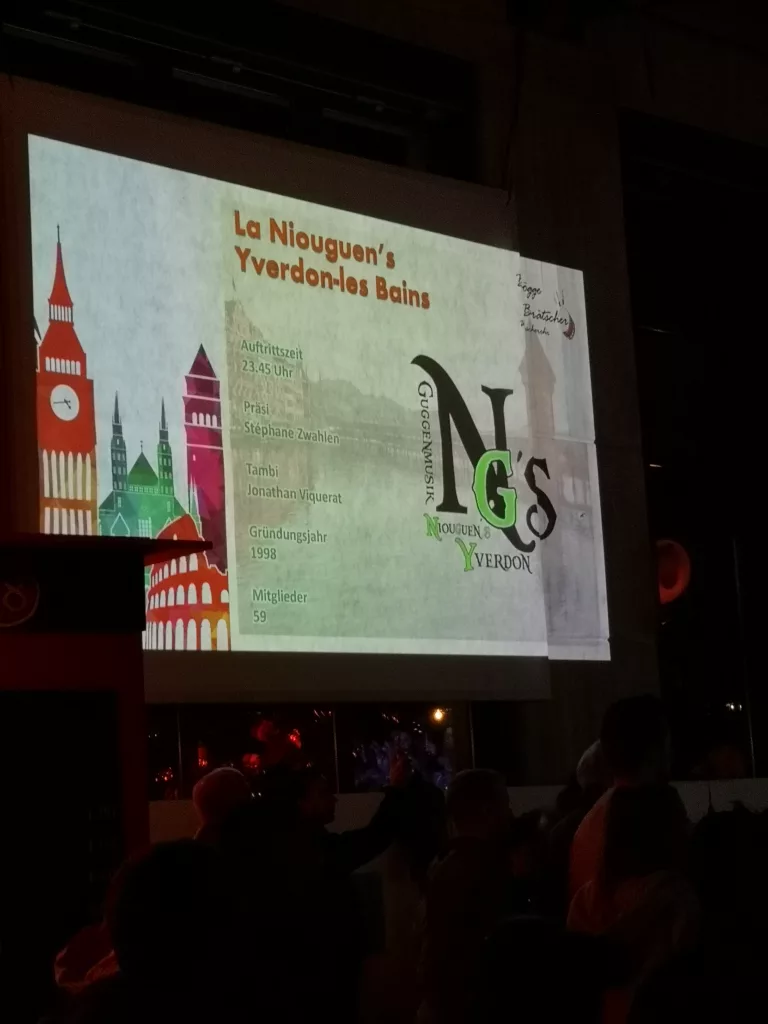 La Niouguen's
Yverdon-les Bains
Auftrittszeit
23.45 Uhr
Präsi
Stéphane Zwahlen
Tambi
Jonathan Viquerat
Gründungsjahr
1998
Mitglieder
59
Brätscher
GUGGENMUSIK
NG'S
NIOUGUEN'S
YVERDON